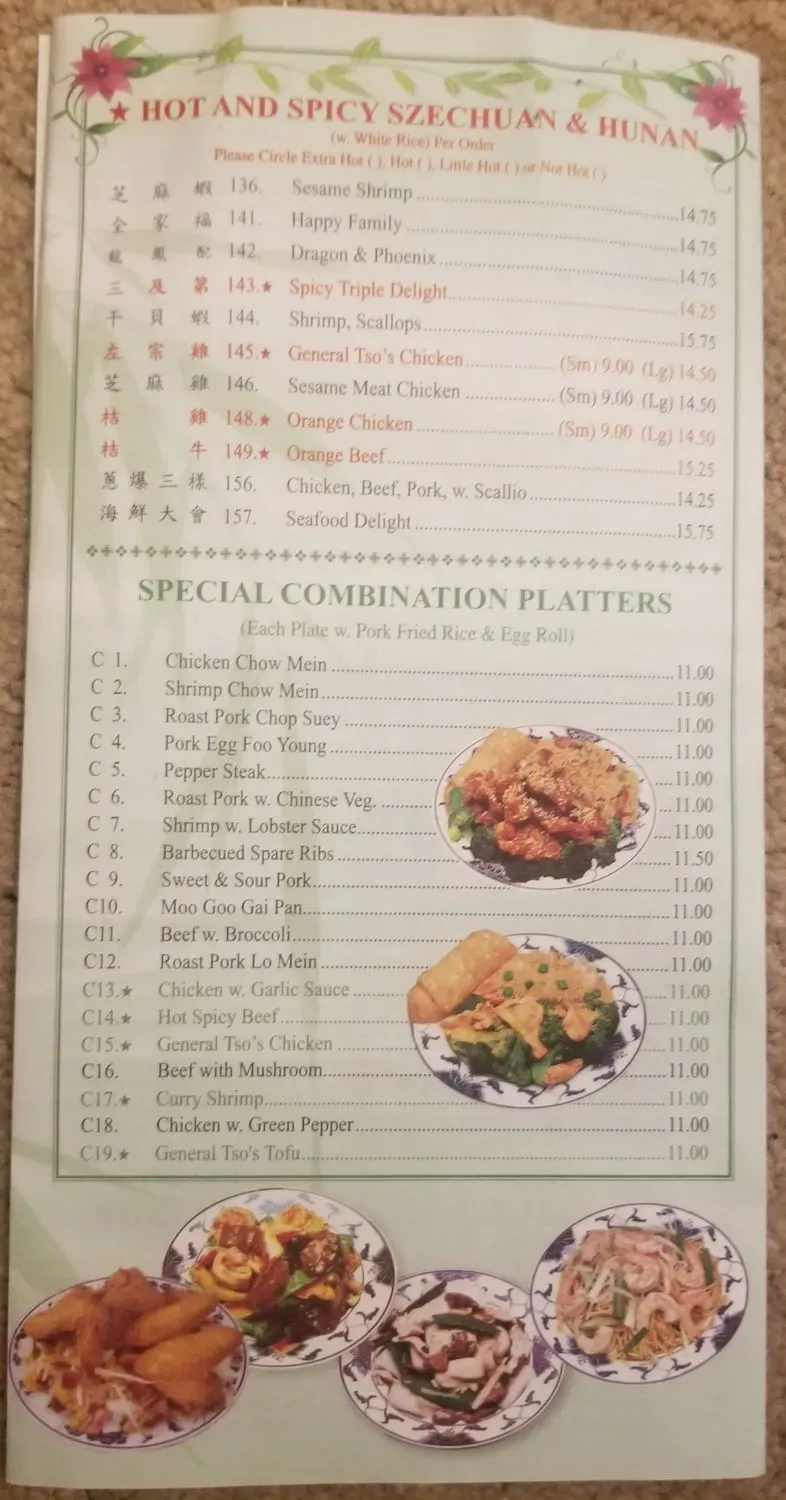 ★ HOT AND SPICY SZECHUAN & HUNAN
(w. White Rice) Per Order
Please Circle Extra Hot ( ), Hot ( ), Little Hot ( ) or Not Hot ( )
芝 麻 蝦 136. Sesame Shrimp 14.75
全 家 福 141. Happy Family 14.75
龍 鳳 配 142. Dragon & Phoenix 14.75
三 及 第 143.★ Spicy Triple Delight 14.25
干 貝 蝦 144. Shrimp, Scallops 15.75
左 宗 雞 145.★ General Tso's Chicken (Sm) 9.00 (Lg) 14.50
芝 麻 雞 146. Sesame Meat Chicken (Sm) 9.00 (Lg) 14.50
桔 雞 148.★ Orange Chicken (Sm) 9.00 (Lg) 14.50
桔 牛 149.★ Orange Beef 15.25
蔥 爆 三 樣 156. Chicken, Beef, Pork, w. Scallio 14.25
海 鮮 大 會 157. Seafood Delight 15.75
SPECIAL COMBINATION PLATTERS
(Each Plate w. Pork Fried Rice & Egg Roll)
C 1. Chicken Chow Mein 11.00
C 2. Shrimp Chow Mein 11.00
C 3. Roast Pork Chop Suey 11.00
C 4. Pork Egg Foo Young 11.00
C 5. Pepper Steak 11.00
C 6. Roast Pork w. Chinese Veg. 11.00
C 7. Shrimp w. Lobster Sauce 11.00
C 8. Barbecued Spare Ribs 11.50
C 9. Sweet & Sour Pork 11.00
C10. Moo Goo Gai Pan 11.00
C11. Beef w. Broccoli 11.00
C12. Roast Pork Lo Mein 11.00
C13.★ Chicken w. Garlic Sauce 11.00
C14.★ Hot Spicy Beef 11.00
C15.★ General Tso's Chicken 11.00
C16. Beef with Mushroom 11.00
C17.★ Curry Shrimp 11.00
C18. Chicken w. Green Pepper 11.00
C19.★ General Tso's Tofu 11.00